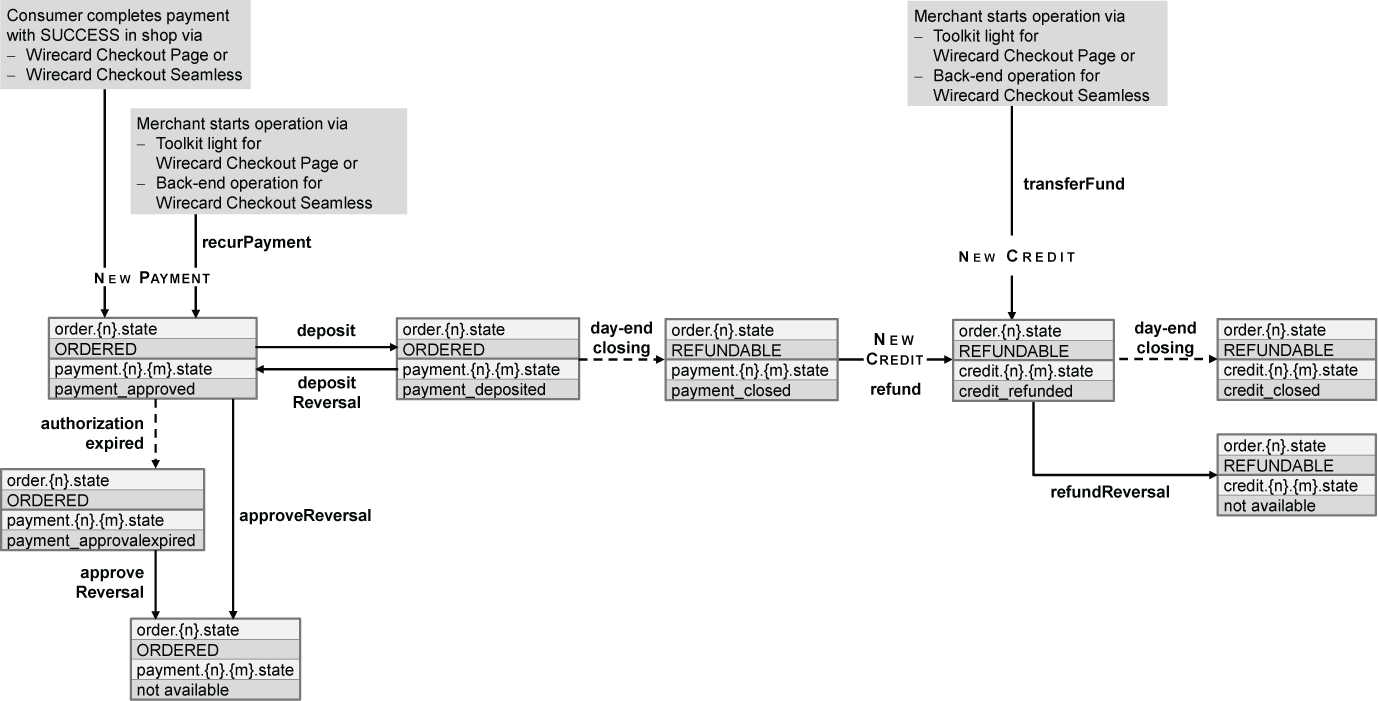 Consumer completes payment
with SUCCESS in shop via
– Wirecard Checkout Page or
– Wirecard Checkout Seamless
Merchant starts operation via
– Toolkit light for
Wirecard Checkout Page or
– Back-end operation for
Wirecard Checkout Seamless
Merchant starts operation via
– Toolkit light for
Wirecard Checkout Page or
– Back-end operation for
Wirecard Checkout Seamless
recurPayment
transferFund
NEW PAYMENT
NEW CREDIT
order.{n}.state
ORDERED
payment.{n}.{m}.state
payment_approved
deposit
deposit
Reversal
order.{n}.state
ORDERED
payment.{n}.{m}.state
payment_deposited
day-end
closing
order.{n}.state
REFUNDABLE
payment.{n}.{m}.state
payment_closed
NEW
CREDIT
refund
order.{n}.state
REFUNDABLE
credit.{n}.{m}.state
credit_refunded
day-end
closing
order.{n}.state
REFUNDABLE
credit.{n}.{m}.state
credit_closed
authorization
expired
order.{n}.state
ORDERED
payment.{n}.{m}.state
payment_approvalexpired
approveReversal
refundReversal
order.{n}.state
REFUNDABLE
credit.{n}.{m}.state
not available
approve
Reversal
order.{n}.state
ORDERED
payment.{n}.{m}.state
not available